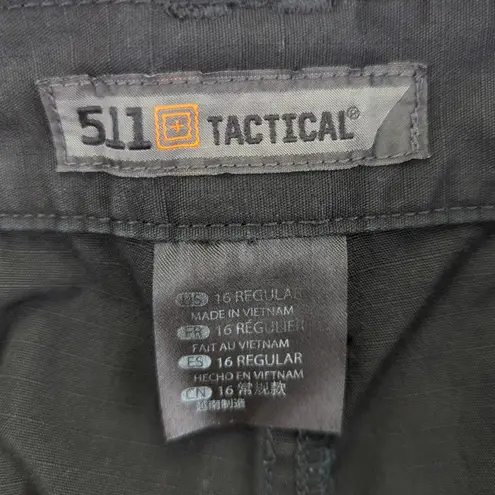 511 TACTICAL®
US 16 REGULAR
MADE IN VIETNAM
FR 16 RÉGULIER
FAIT AU VIETNAM
ES 16 REGULAR
HECHO EN VIETNAM
CN 16 常规款
越南制造